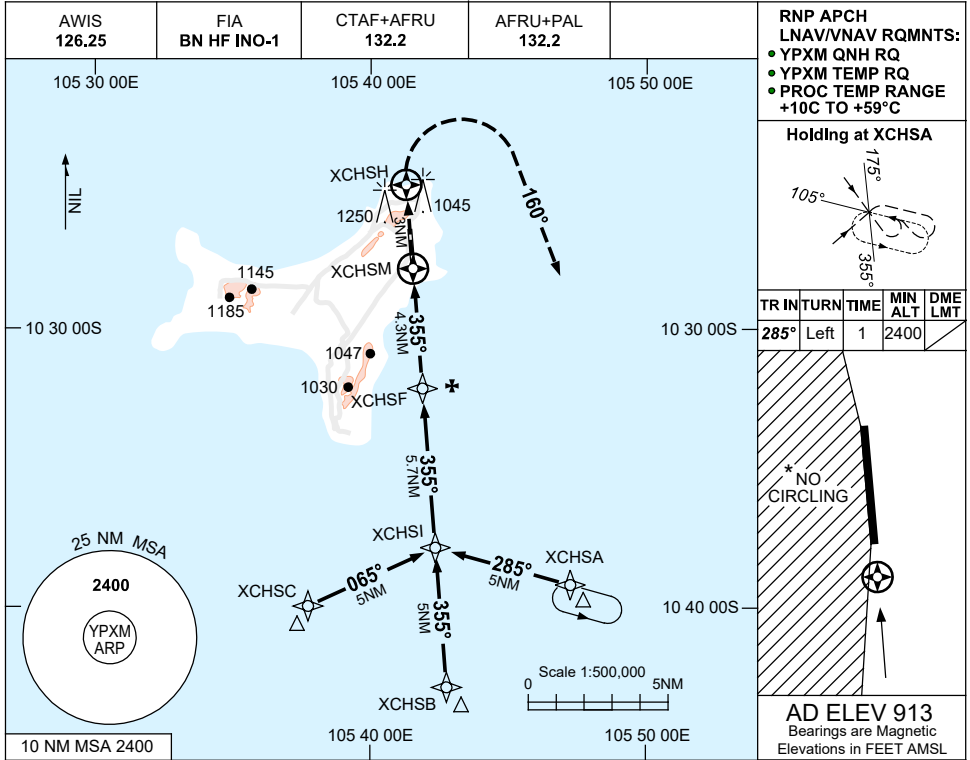 AWIS
126.25
FIA
BN HF INO-1
CTAF+AFRU
132.2
AFRU+PAL
132.2
RNP APCH
LNAV/VNAV RQMNTS:
YPXM QNH RQ
YPXM TEMP RQ
PROC TEMP RANGE
+10C TO +59°C
105 30 00E
105 40 00E
105 50 00E
NIL
XCHSH
1250
1045
3NM
160°
XCHSM
1145
1185
10 30 00S
10 30 00S
355°
4.3NM
1047
1030
XCHSF
355°
5.7NM
XCHSI
XCHSA
285°
5NM
XCHSC
065°
5NM
355°
5NM
10 40 00S
XCHSB
25 NM MSA
2400
YPXM
ARP
10 NM MSA 2400
Scale 1:500,000
0
5NM
105 40 00E
105 50 00E
Holding at XCHSA
175°
105°
355°
TR IN
TURN
TIME
MIN
ALT
DME
LMT
285°
Left
1
2400
* NO
CIRCLING
AD ELEV 913
Bearings are Magnetic
Elevations in FEET AMSL